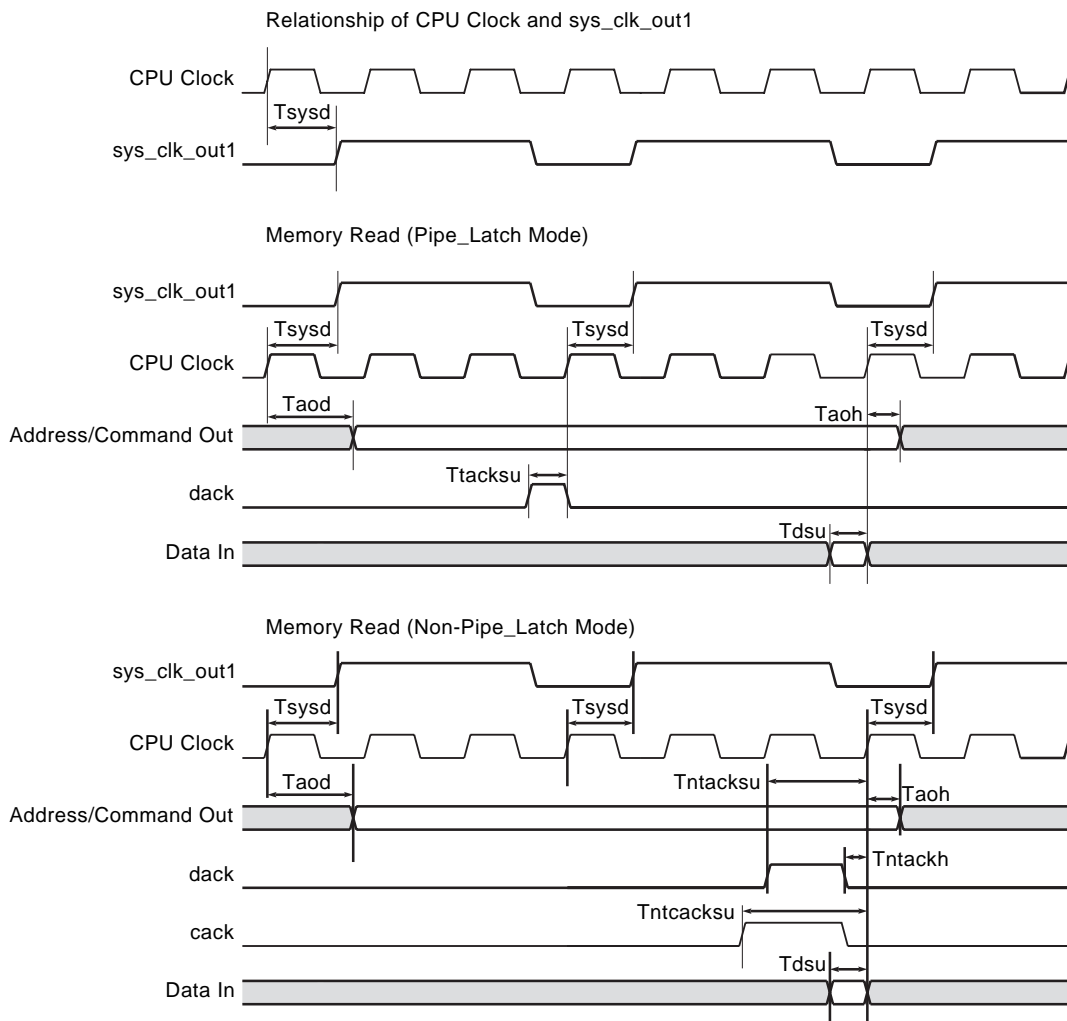 Relationship of CPU Clock and sys_clk_out1
CPU Clock
Tsysd
sys_clk_out1
Memory Read (Pipe_Latch Mode)
sys_clk_out1
Tsysd Tsysd Tsysd
CPU Clock
Taod Taoh
Address/Command Out
Ttacksu
dack
Tdsu
Data In
Memory Read (Non-Pipe_Latch Mode)
sys_clk_out1
Tsysd Tsysd Tsysd
CPU Clock
Taod Tntacksu Taoh
Address/Command Out
Tntackh
dack
Tntcacksu
cack
Tdsu
Data In